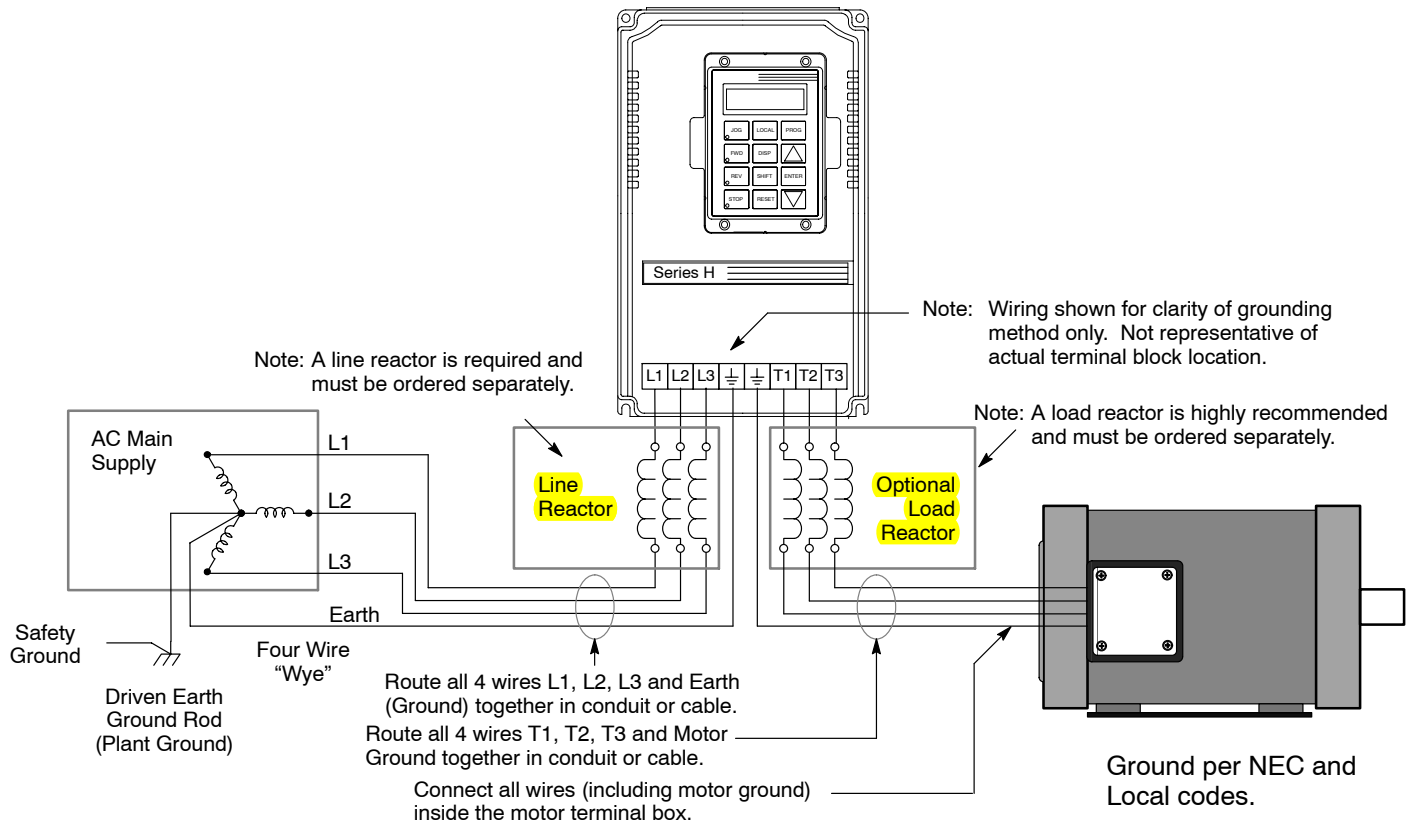 JOG LOCAL PROG
FWD DISP
REV SHIFT ENTER
STOP RESET
Series H
Note: Wiring shown for clarity of grounding
method only. Not representative of
actual terminal block location.
Note: A line reactor is required and
must be ordered separately.
L1 L2 L3 T1 T2 T3
Note: A load reactor is highly recommended
and must be ordered separately.
AC Main
Supply
L1
L2
L3
Earth
Line
Reactor
Optional
Load
Reactor
Safety
Ground
Four Wire
“Wye”
Driven Earth
Ground Rod
(Plant Ground)
Route all 4 wires L1, L2, L3 and Earth
(Ground) together in conduit or cable.
Route all 4 wires T1, T2, T3 and Motor
Ground together in conduit or cable.
Connect all wires (including motor ground)
inside the motor terminal box.
Ground per NEC and
Local codes.